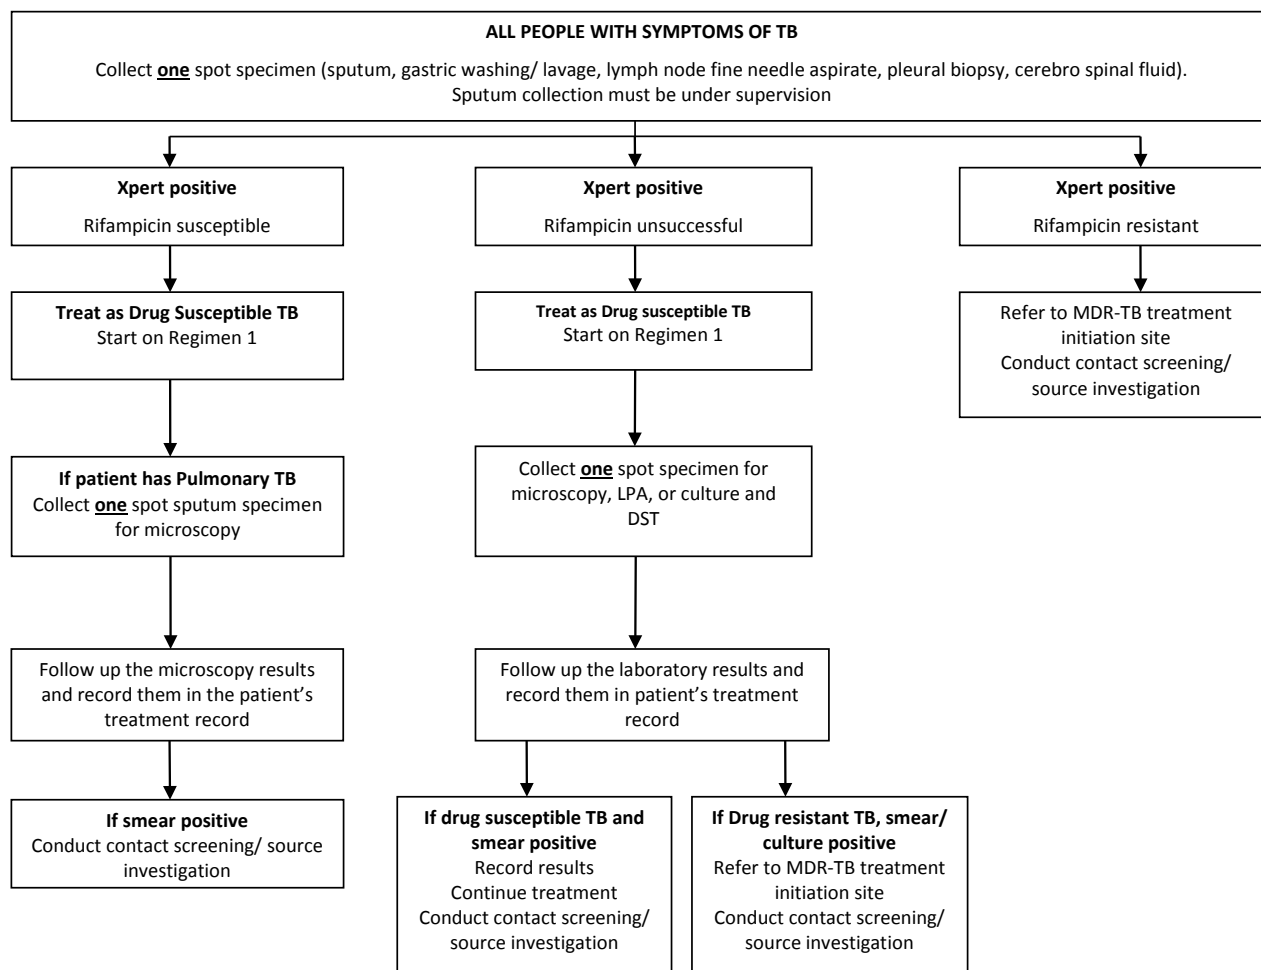 ALL PEOPLE WITH SYMPTOMS OF TB
Collect one spot specimen (sputum, gastric washing/ lavage, lymph node fine needle aspirate, pleural biopsy, cerebro spinal fluid).
Sputum collection must be under supervision
Xpert positive
Rifampicin susceptible
Xpert positive
Rifampicin unsuccessful
Xpert positive
Rifampicin resistant
Treat as Drug Susceptible TB
Start on Regimen 1
Treat as Drug susceptible TB
Start on Regimen 1
Refer to MDR-TB treatment
initiation site
Conduct contact screening/
source investigation
If patient has Pulmonary TB
Collect one spot sputum specimen
for microscopy
Collect one spot specimen for
microscopy, LPA, or culture and
DST
Follow up the microscopy results
and record them in the patient’s
treatment record
Follow up the laboratory results and
record them in patient’s treatment
record
If smear positive
Conduct contact screening/ source
investigation
If drug susceptible TB and
smear positive
Record results
Continue treatment
Conduct contact screening/
source investigation
If Drug resistant TB, smear/
culture positive
Refer to MDR-TB treatment
initiation site
Conduct contact screening/
source investigation